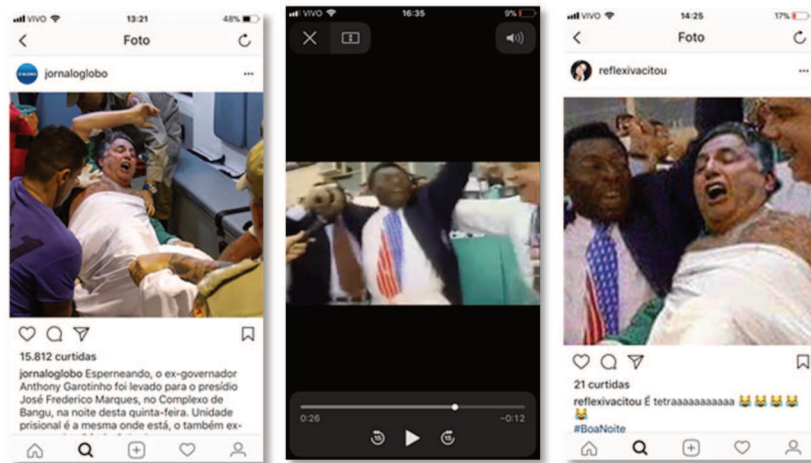 VIVO 13:21 48%
Foto
jornaloglobo
15.812 curtidas
jornaloglobo Esperneando, o ex-governador
Anthony Garotinho foi levado para o presídio
José Frederico Marques, no Complexo de
Bangu, na noite desta quinta-feira. Unidade
prisional é a mesma onde está, o também ex-
VIVO 16:35 9%
0:26 -0:12
15 15
VIVO 14:25 17%
Foto
reflexivacitou
21 curtidas
reflexivacitou É tetraaaaaaaaaaa 😹 😹 😹 😹
😹
#BoaNoite